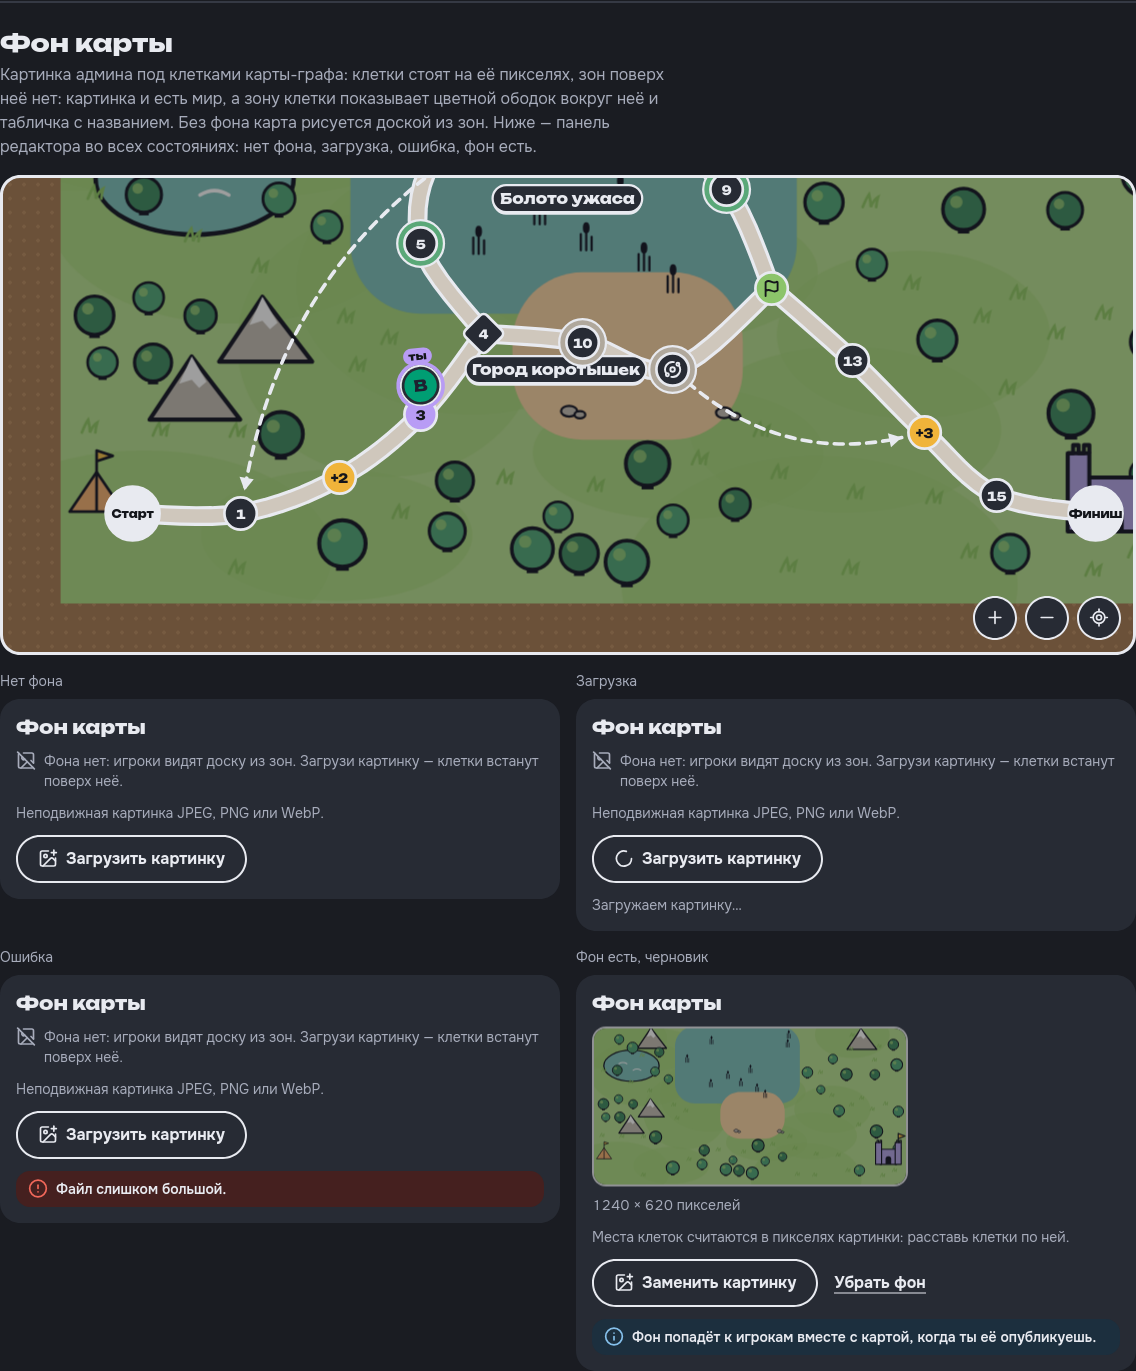 Фон карты
Картинка админа под клетками карты-графа: клетки стоят на её пикселях, зон поверх
неё нет: картинка и есть мир, а зону клетки показывает цветной ободок вокруг неё и
табличка с названием. Без фона карта рисуется доской из зон. Ниже — панель
редактора во всех состояниях: нет фона, загрузка, ошибка, фон есть.
Болото ужаса
9
5
4
10
ты
Город коротышек
13
B
3
+3
+2
15
Старт
1
Финиш
Нет фона
Фон карты
Фона нет: игроки видят доску из зон. Загрузи картинку — клетки встанут
поверх неё.
Неподвижная картинка JPEG, PNG или WebP.
Загрузить картинку
Загрузка
Фон карты
Фона нет: игроки видят доску из зон. Загрузи картинку — клетки встанут
поверх неё.
Неподвижная картинка JPEG, PNG или WebP.
Загрузить картинку
Загружаем картинку...
Ошибка
Фон карты
Фона нет: игроки видят доску из зон. Загрузи картинку — клетки встанут
поверх неё.
Неподвижная картинка JPEG, PNG или WebP.
Загрузить картинку
Файл слишком большой.
Фон есть, черновик
Фон карты
1 240 × 620 пикселей
Места клеток считаются в пикселях картинки: расставь клетки по ней.
Заменить картинку
Убрать фон
Фон попадёт к игрокам вместе с картой, когда ты её опубликуешь.